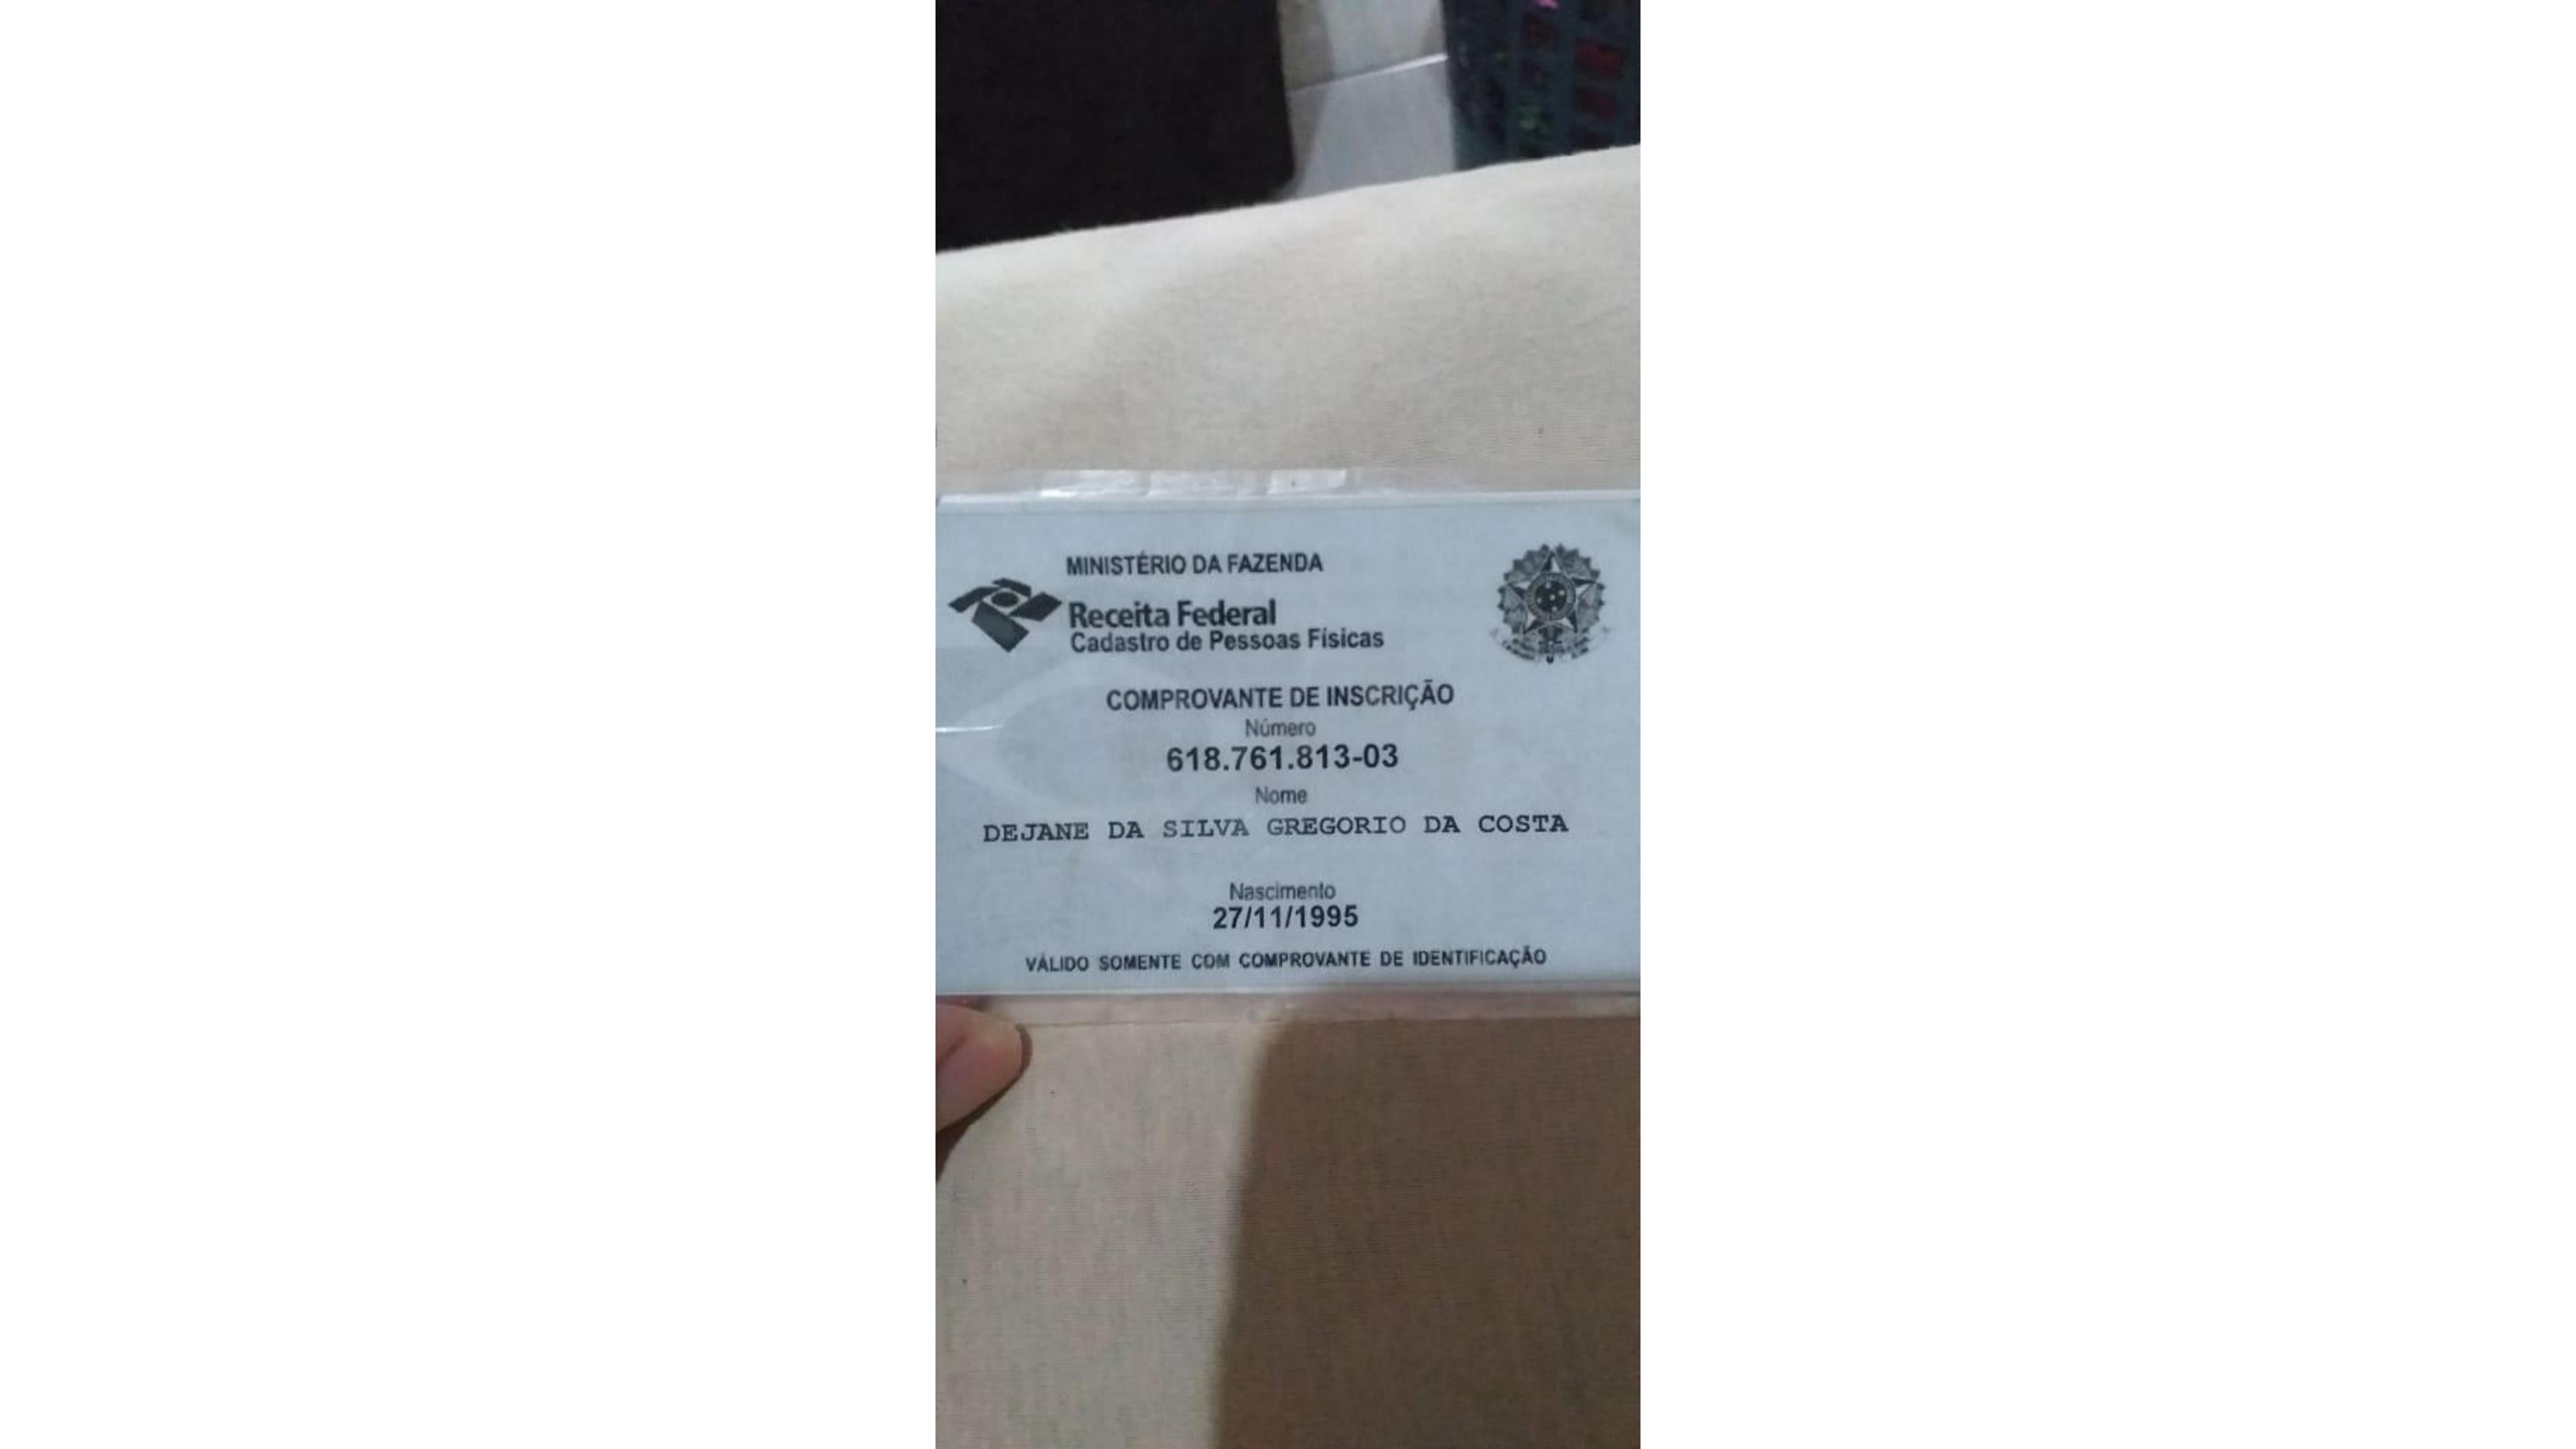 MINISTÉRIO DA FAZENDA
Receita Federal
Cadastro de Pessoas Físicas
COMPROVANTE DE INSCRIÇÃO
Número
618.761.813-03
Nome
DEJANE DA SILVA GREGORIO DA COSTA
Nascimento
27/11/1995
VÁLIDO SOMENTE COM COMPROVANTE DE IDENTIFICAÇÃO